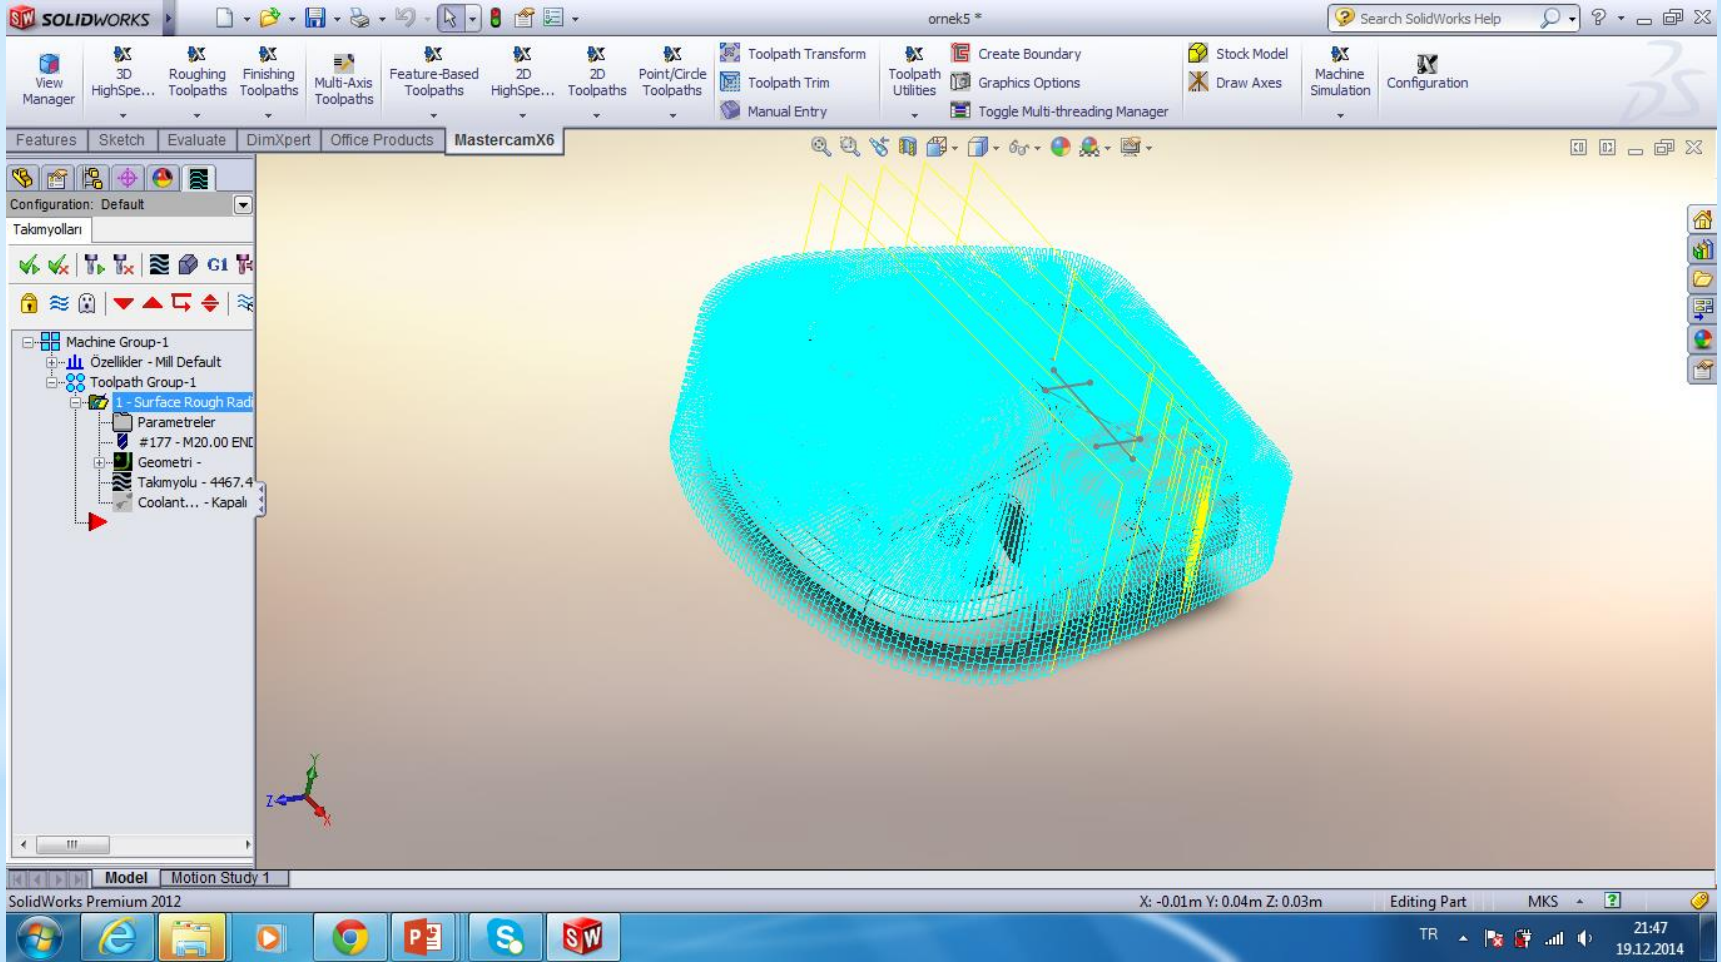 SOLIDWORKS
ornek5 *
Search SolidWorks Help
View Manager
3D HighSpe...
Roughing Toolpaths
Finishing Toolpaths
Multi-Axis Toolpaths
Feature-Based Toolpaths
2D HighSpe...
2D Toolpaths
Point/Circle Toolpaths
Toolpath Transform
Toolpath Trim
Manual Entry
Toolpath Utilities
Create Boundary
Graphics Options
Toggle Multi-threading Manager
Stock Model
Draw Axes
Machine Simulation
Configuration
Features
Sketch
Evaluate
DimXpert
Office Products
MastercamX6
Configuration: Default
Takımyolları
G1
Machine Group-1
Özellikler - Mill Default
Toolpath Group-1
1 - Surface Rough Radi
Parametreler
#177 - M20.00 END
Geometri -
Takımyolu - 4467.4
Coolant... - Kapalı
Y
Z
X
Model
Motion Study 1
SolidWorks Premium 2012
X: -0.01m Y: 0.04m Z: 0.03m
Editing Part
MKS
TR
21:47
19.12.2014